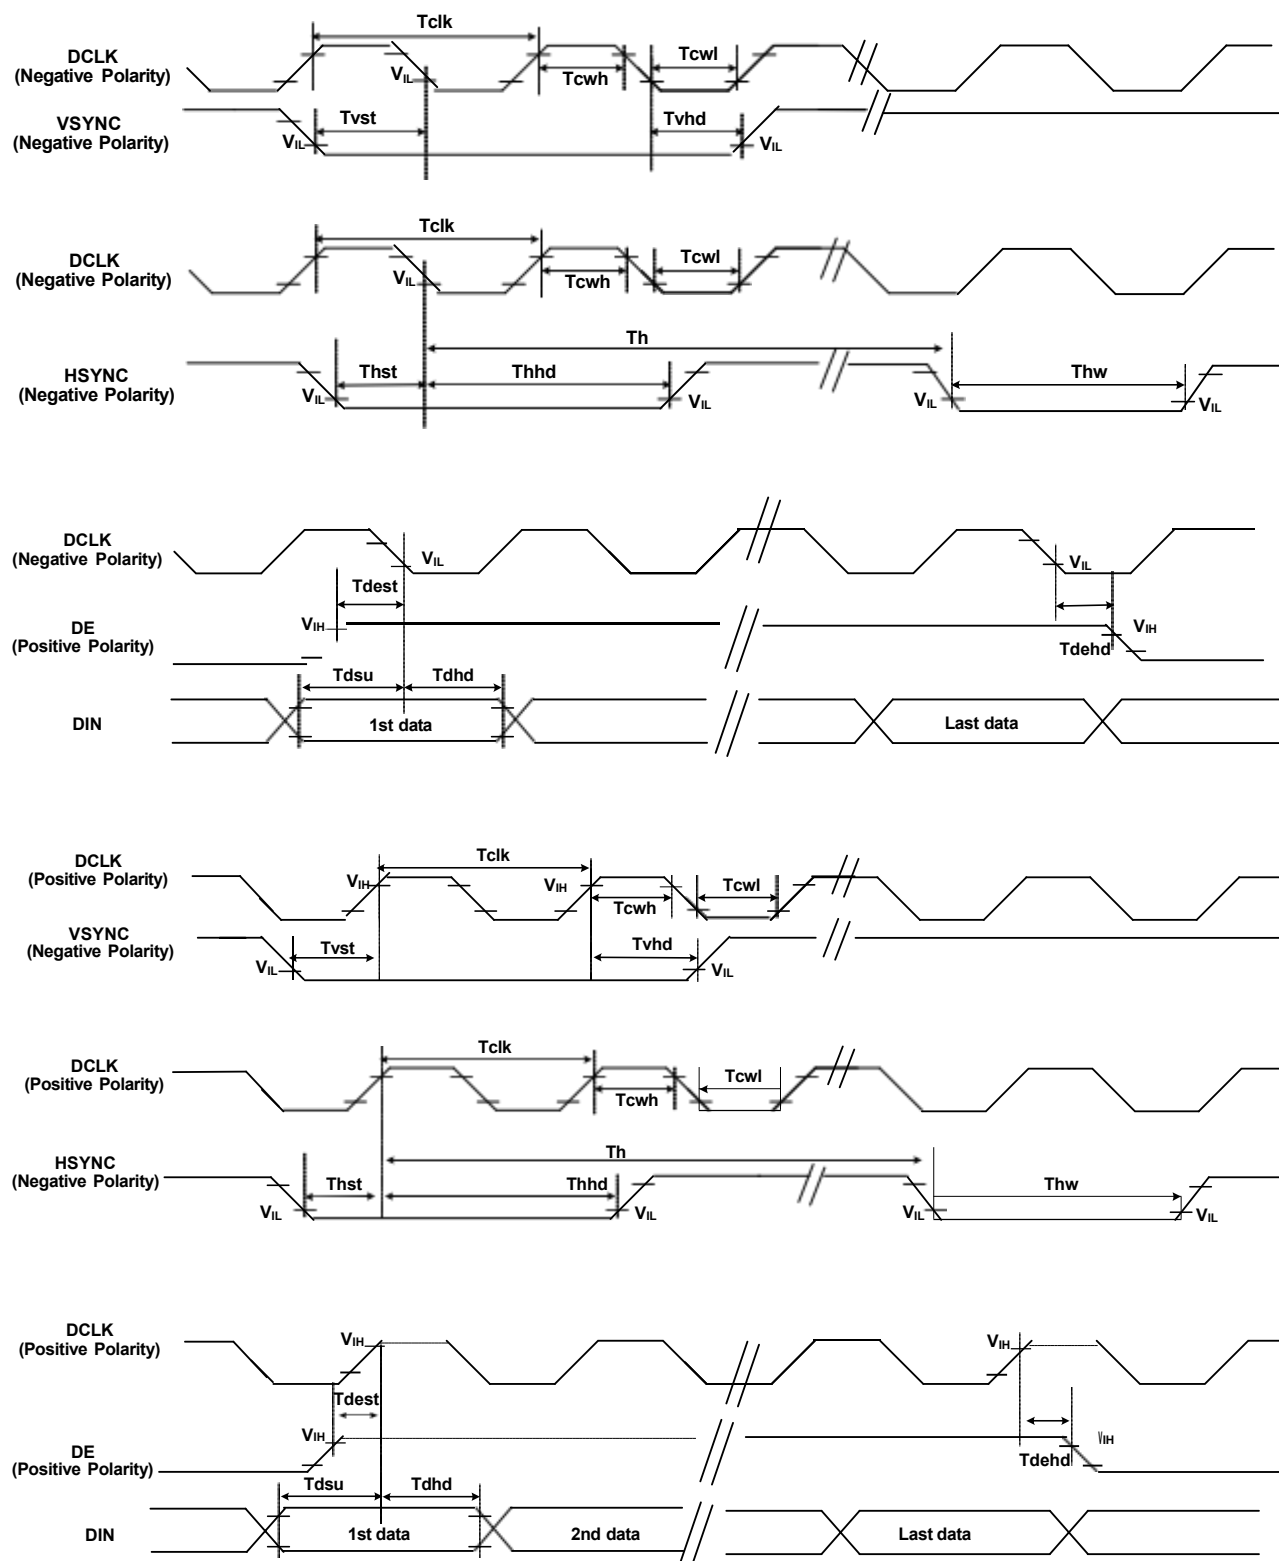 Tclk
DCLK
(Negative Polarity)
VIL
Tcwh
Tcwl
VSYNC
(Negative Polarity)
Tvst
Tvhd
VIL
VIL
Tclk
DCLK
(Negative Polarity)
VIL
Tcwh
Tcwl
Th
HSYNC
(Negative Polarity)
Thst
Thhd
Thw
VIL
VIL
VIL
VIL
DCLK
(Negative Polarity)
VIL
VIL
Tdest
DE
(Positive Polarity)
VIH
VIH
Tdehd
Tdsu
Tdhd
DIN
1st data
Last data
DCLK
(Positive Polarity)
Tclk
VIH
VIH
Tcwh
Tcwl
VSYNC
(Negative Polarity)
Tvst
Tvhd
VIL
VIL
Tclk
DCLK
(Positive Polarity)
Tcwh
Tcwl
Th
HSYNC
(Negative Polarity)
Thst
Thhd
Thw
VIL
VIL
VIL
VIL
DCLK
(Positive Polarity)
VIH
VIH
Tdest
DE
(Positive Polarity)
VIH
VIH
Tdehd
Tdsu
Tdhd
DIN
1st data
2nd data
Last data